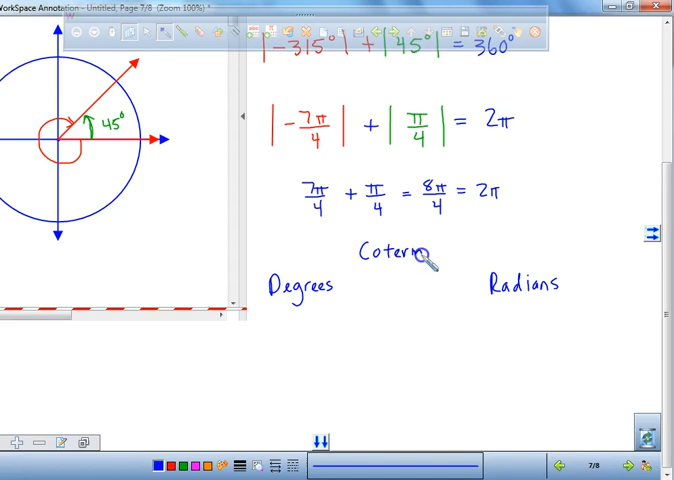 WorkSpace Annotation - Untitled, Page 7/8 (Zoom 100%) *
|-315°| + |45°| = 360°
45°
|-7π/4| + |π/4| = 2π
7π/4 + π/4 = 8π/4 = 2π
Coterm
Degrees Radians
7/8